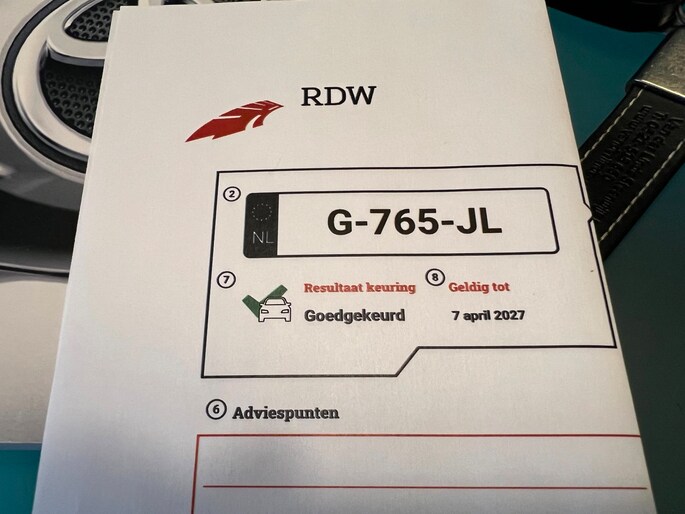 RDW
2
NL
G-765-JL
7
Resultaat keuring
Goedgekeurd
8
Geldig tot
7 april 2027
6
Adviespunten